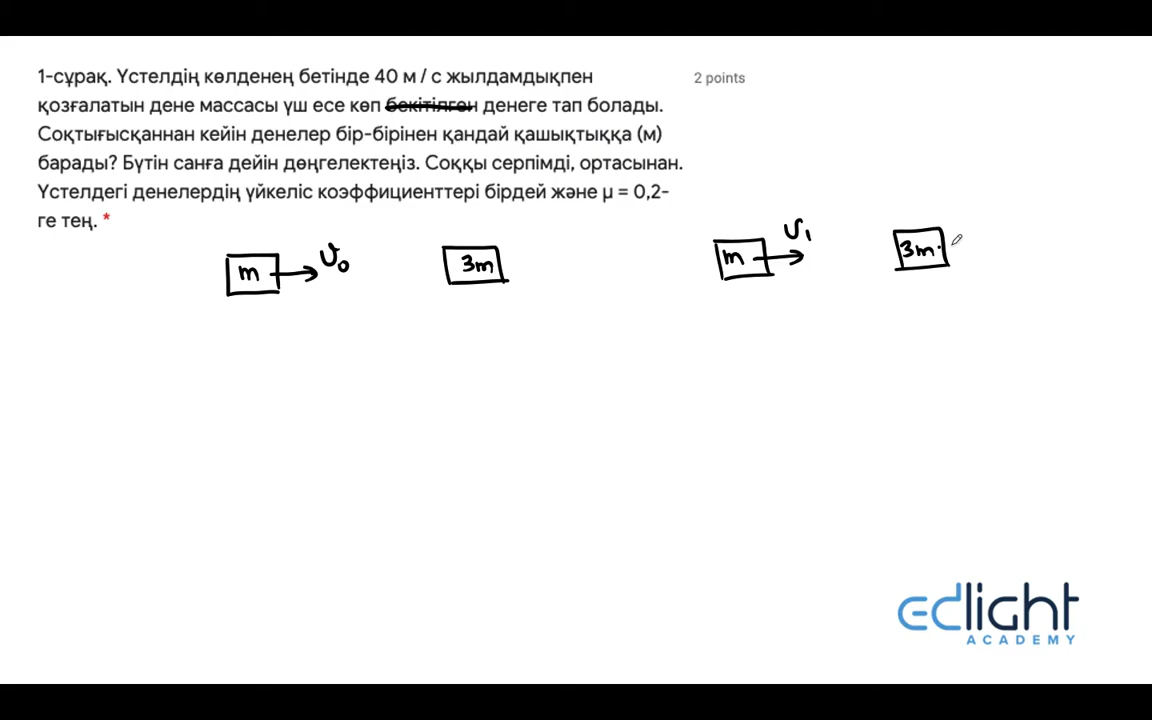 1-сұрақ. Үстелдің көлденең бетінде 40 м / с жылдамдықпен
2 points
қозғалатын дене массасы үш есе көп бекітілген денеге тап болады.
Соқтығысқаннан кейін денелер бір-бірінен қандай қашықтыққа (м)
барады? Бүтін санға дейін дөңгелектеңіз. Соққы серпімді, ортасынан.
Үстелдегі денелердің үйкеліс коэффициенттері бірдей және µ = 0,2-
ге тең. *
m υ₀ 3m m υ₁ 3m
edlight
ACADEMY